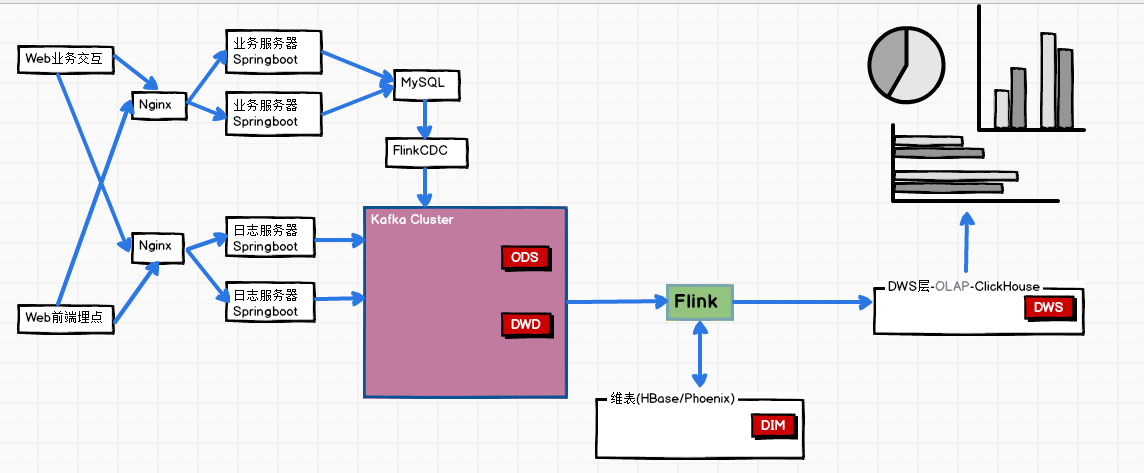 Web业务交互
Nginx
业务服务器
Springboot
业务服务器
Springboot
MySQL
FlinkCDC
Kafka Cluster
ODS
DWD
Nginx
日志服务器
Springboot
日志服务器
Springboot
Web前端埋点
Flink
DWS层-OLAP-ClickHouse
DWS
维表(HBase/Phoenix)
DIM